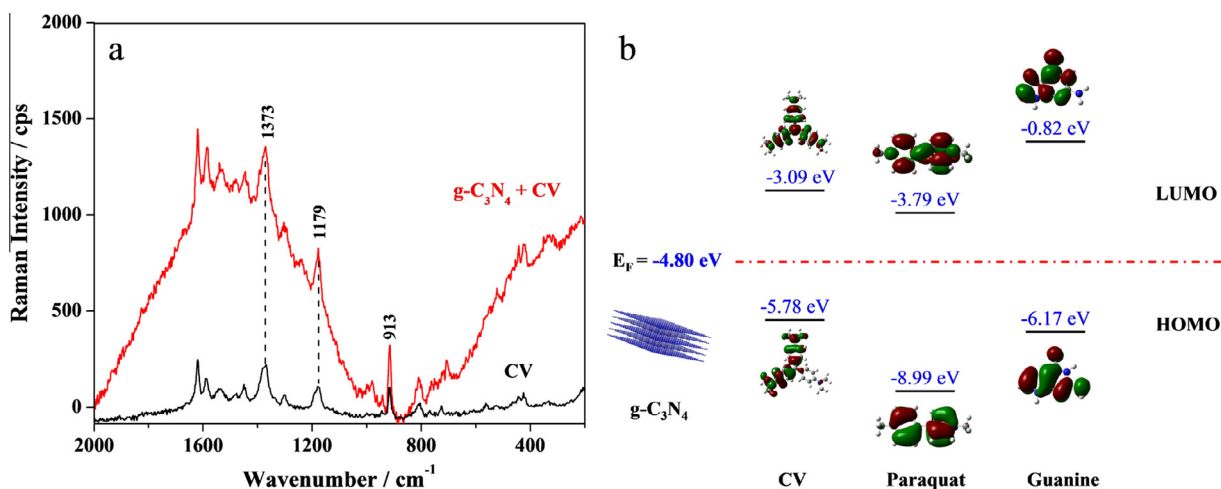 a
2000
1500
1000
500
0
Raman Intensity / cps
1373
1179
913
g-C₃N₄ + CV
CV
2000 1600 1200 800 400
Wavenumber / cm⁻¹
b
-0.82 eV
-3.09 eV
-3.79 eV
LUMO
E_F = -4.80 eV
-5.78 eV
-6.17 eV
HOMO
-8.99 eV
g-C₃N₄
CV Paraquat Guanine